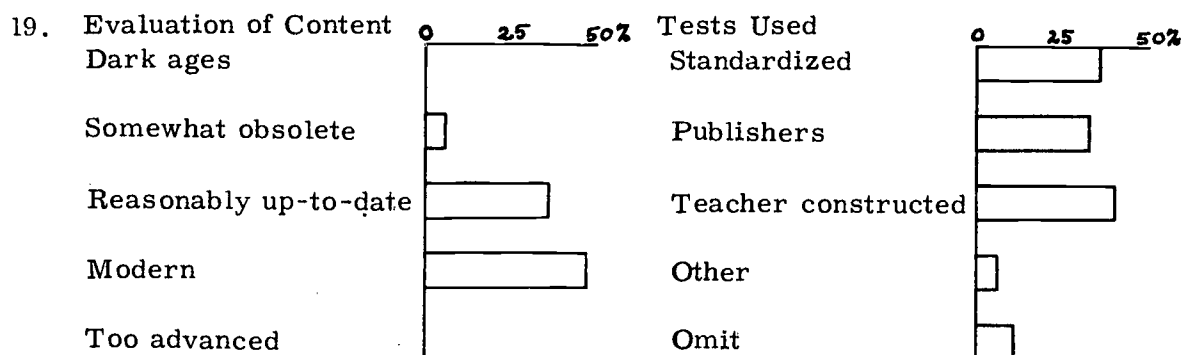 19. Evaluation of Content 0 25 50%
Dark ages
Somewhat obsolete
Reasonably up-to-date
Modern
Too advanced
Tests Used 0 25 50%
Standardized
Publishers
Teacher constructed
Other
Omit